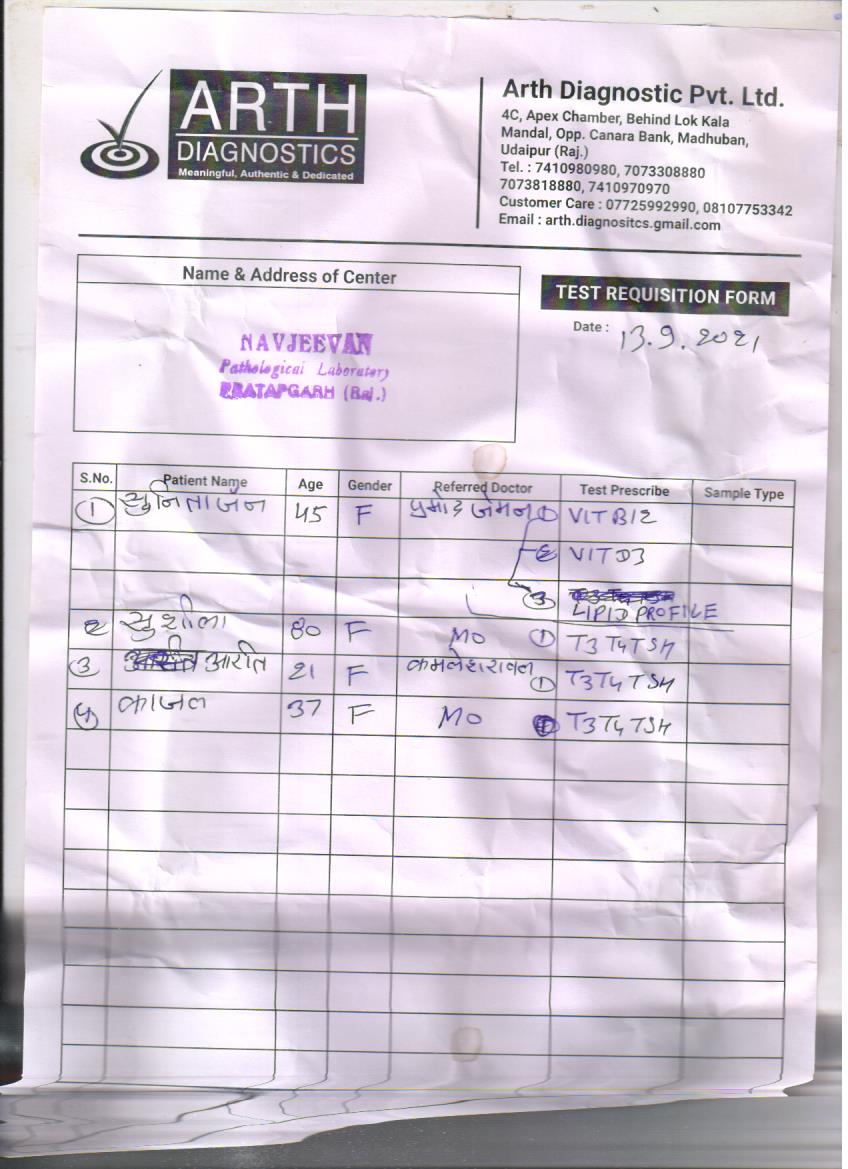 ARTH
DIAGNOSTICS
Meaningful, Authentic & Dedicated
Arth Diagnostic Pvt. Ltd.
4C, Apex Chamber, Behind Lok Kala
Mandal, Opp. Canara Bank, Madhuban,
Udaipur (Raj.)
Tel. : 7410980980, 7073308880
7073818880, 7410970970
Customer Care : 07725992990, 08107753342
Email : arth.diagnositcs.gmail.com
Name & Address of Center
NAVJEEVAN
Pathological Laboratory
PRATAPGARH (Raj.)
TEST REQUISITION FORM
Date : 13.9.2021
S.No. Patient Name Age Gender Referred Doctor Test Prescribe Sample Type
1 सुनिता जैन 45 F 1 VIT B12
2 VIT D3
3 LIPID PROFILE
2 सुशीला 80 F MO 1 T3 T4 TSH
3 आरती 21 F कमलेश रावल 1 T3 T4 TSH
4 काजल 37 F MO 1 T3 T4 TSH